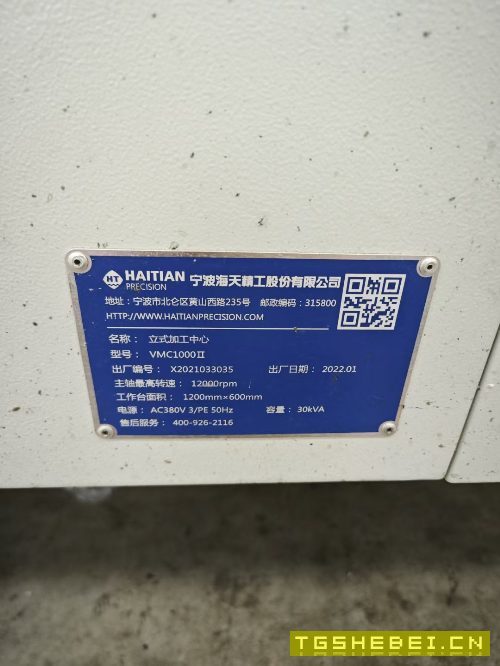 HT HAITIAN PRECISION 宁波海天精工股份有限公司
地址：宁波市北仑区黄山西路235号 邮政编码：315800
HTTP://WWW.HAITIANPRECISION.COM
名称： 立式加工中心
型号： VMC1000Ⅱ
出厂编号： X2021033035 出厂日期： 2022.01
主轴最高转速： 12000rpm
工作台面积： 1200mm×600mm
电源： AC380V 3/PE 50Hz 容量： 30kVA
售后服务： 400-926-2116
TGSHEBEI.CN